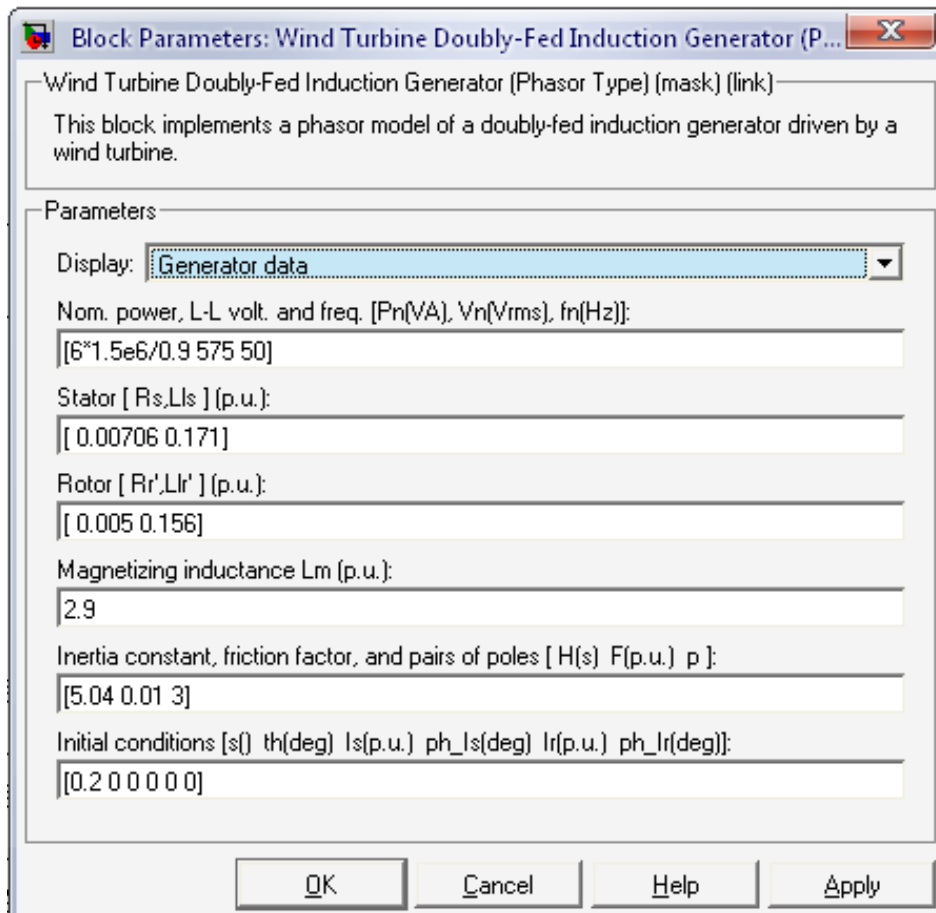 Block Parameters: Wind Turbine Doubly-Fed Induction Generator (P...
Wind Turbine Doubly-Fed Induction Generator (Phasor Type) (mask) (link)
This block implements a phasor model of a doubly-fed induction generator driven by a
wind turbine.
Parameters
Display: Generator data
Nom. power, L-L volt. and freq. [Pn(VA), Vn(Vrms), fn(Hz)]:
[6*1.5e6/0.9 575 50]
Stator [ Rs,Lls ] (p.u.):
[ 0.00706 0.171]
Rotor [ Rr',Llr' ] (p.u.):
[ 0.005 0.156]
Magnetizing inductance Lm (p.u.):
2.9
Inertia constant, friction factor, and pairs of poles [ H(s) F(p.u.) p ]:
[5.04 0.01 3]
Initial conditions [s() th(deg) Is(p.u.) ph_Is(deg) Ir(p.u.) ph_Ir(deg)]:
[0.2 0 0 0 0 0]
OK Cancel Help Apply